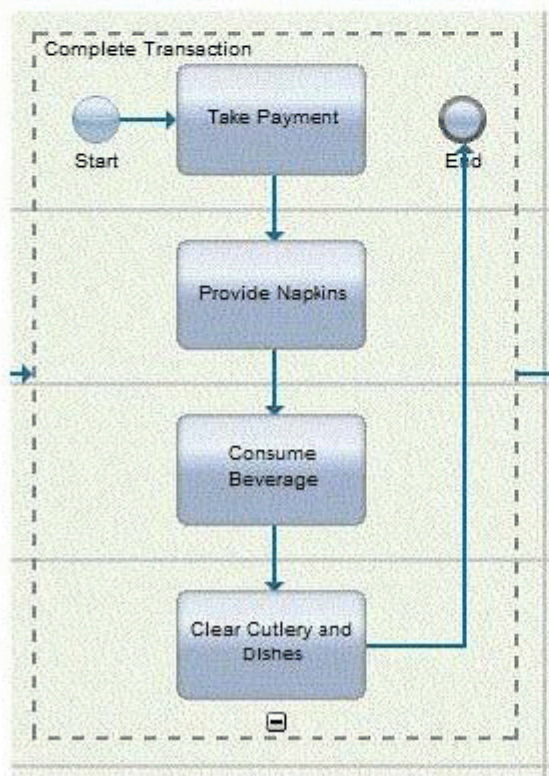 Complete Transaction
Take Payment
Start
End
Provide Napkins
Consume
Beverage
Clear Cutlery and
Dishes